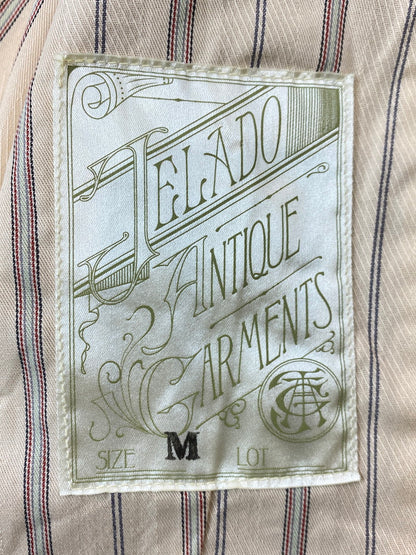 JELADO
ANTIQUE
GARMENTS
SIZE M LOT